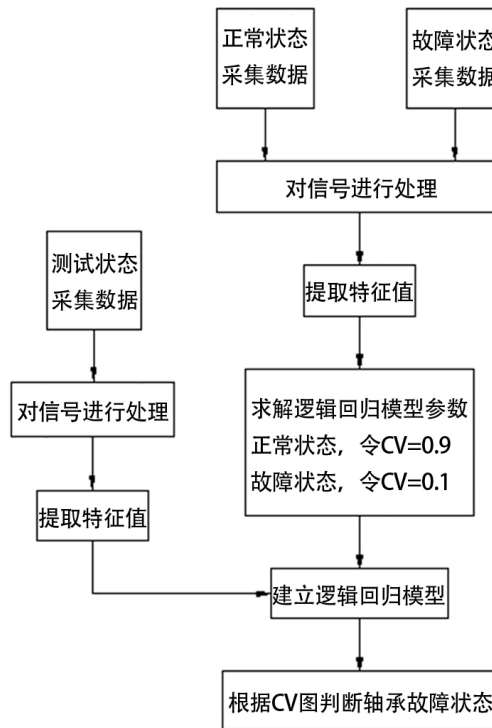 正常状态
采集数据
故障状态
采集数据
对信号进行处理
提取特征值
测试状态
采集数据
对信号进行处理
提取特征值
求解逻辑回归模型参数
正常状态，令CV=0.9
故障状态，令CV=0.1
建立逻辑回归模型
根据CV图判断轴承故障状态